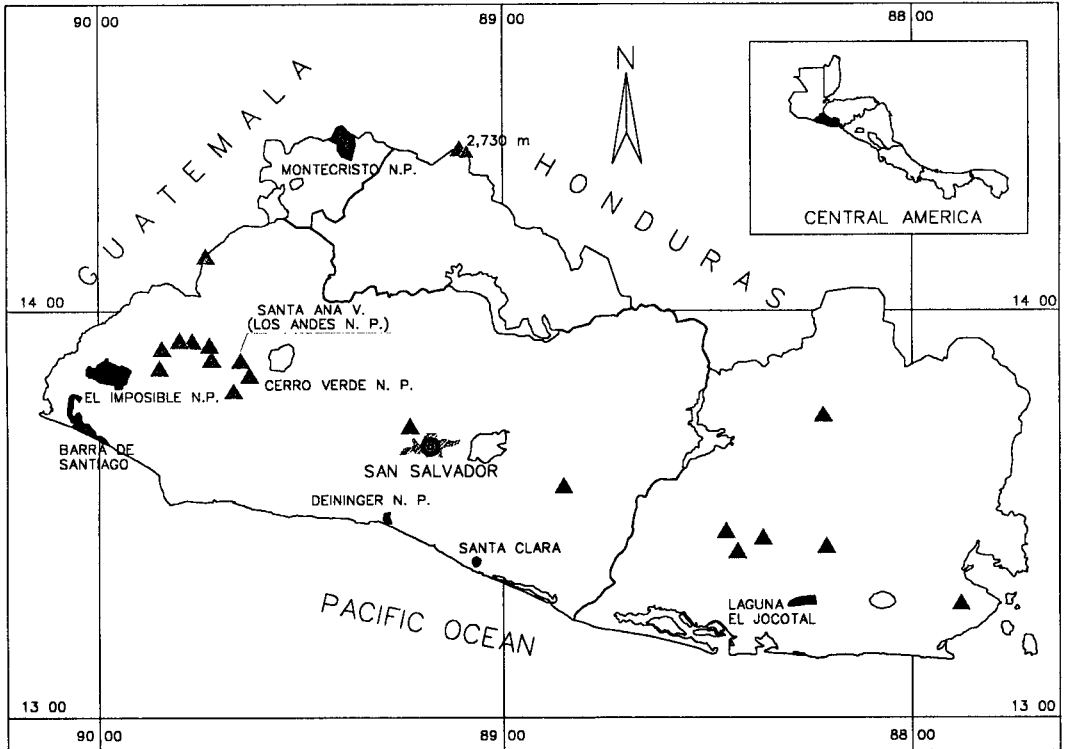 90 00
89 00
88 00
N
GUATEMALA
HONDURAS
2,730 m
MONTECRISTO N.P.
CENTRAL AMERICA
14 00
14 00
SANTA ANA V.
(LOS ANDES N. P.)
CERRO VERDE N. P.
EL IMPOSIBLE N.P.
BARRA DE
SANTIAGO
SAN SALVADOR
DEININGER N. P.
SANTA CLARA
LAGUNA
EL JOCOTAL
PACIFIC OCEAN
13 00
13 00
90 00
89 00
88 00